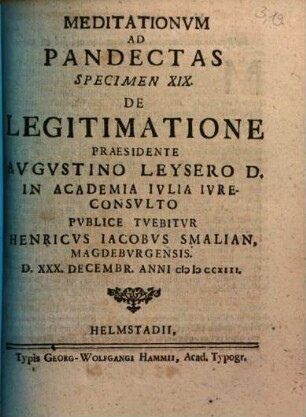 319
MEDITATIONVM
AD
PANDECTAS
SPECIMEN XIX.
DE
LEGITIMATIONE
PRAESIDENTE
AVGVSTINO LEYSERO D.
IN ACADEMIA IVLIA IVRE-
CONSVLTO
PVBLICE TVEBITVR
HENRICVS IACOBVS SMALIAN,
MAGDEBVRGENSIS.
D. XXX. DECEMBR. ANNI cIɔ Iɔ CCXIII.
HELMSTADII,
Typis GEORG-WOLFGANGI HAMMII, Acad. Typogr.